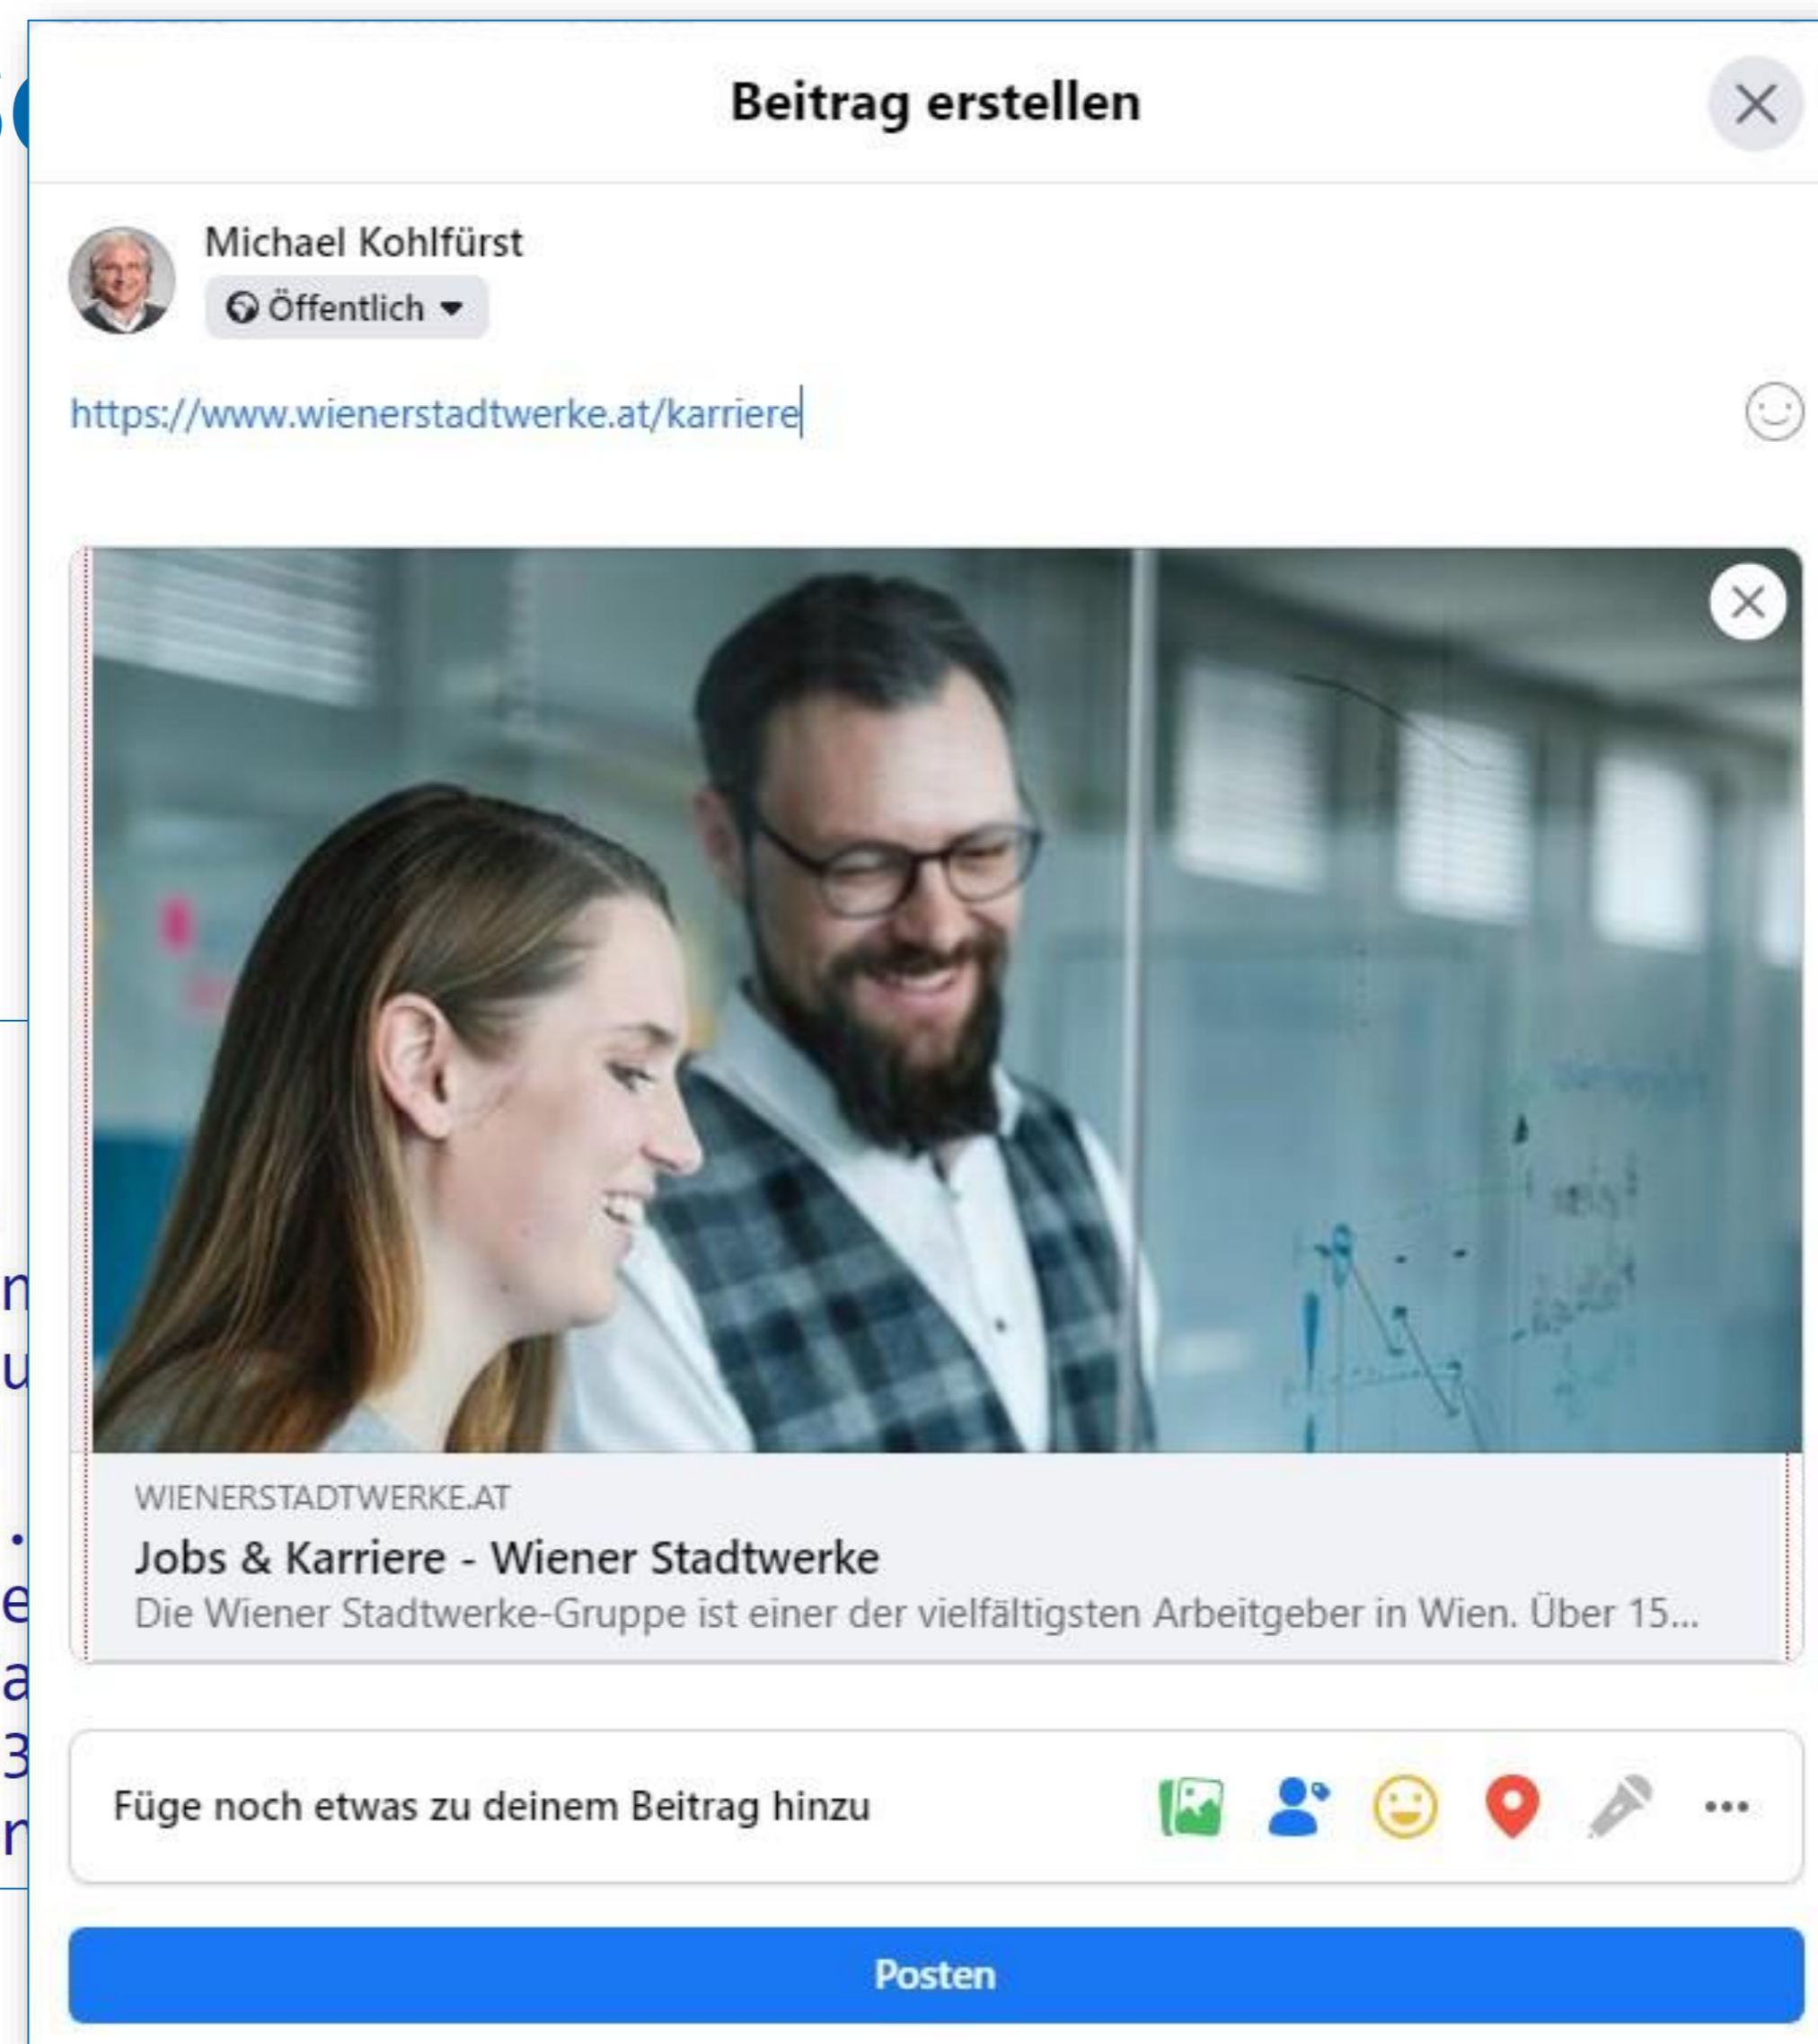 Beitrag erstellen
Michael Kohlfürst
Öffentlich
https://www.wienerstadtwerke.at/karriere
WIENERSTADTWERKE.AT
Jobs & Karriere - Wiener Stadtwerke
Die Wiener Stadtwerke-Gruppe ist einer der vielfältigsten Arbeitgeber in Wien. Über 15...
Füge noch etwas zu deinem Beitrag hinzu
Posten